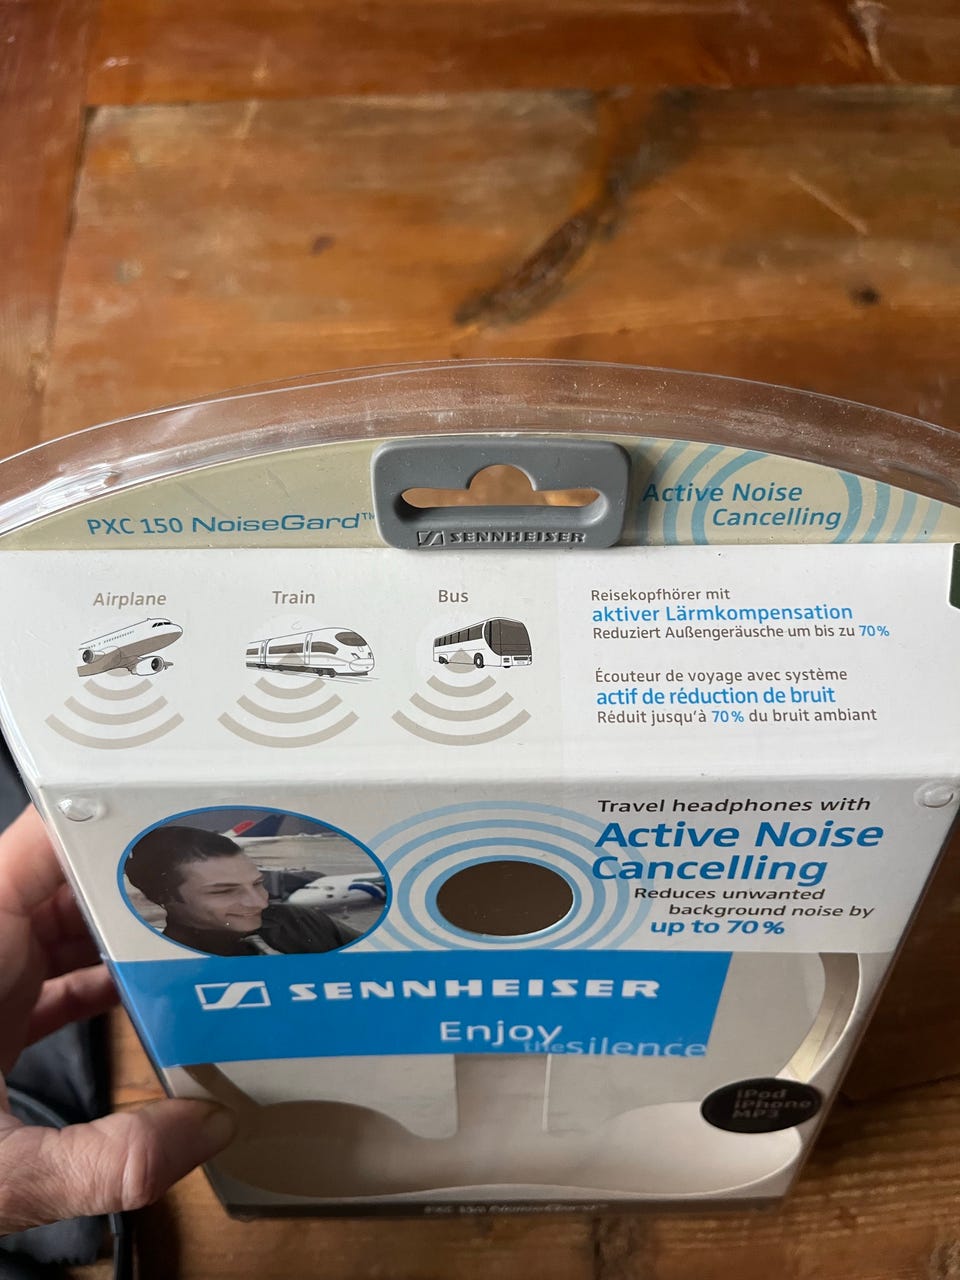 PXC 150 NoiseGard™
SENNHEISER
Active Noise
Cancelling
Airplane
Train
Bus
Reisekopfhörer mit
aktiver Lärmkompensation
Reduziert Außengeräusche um bis zu 70%
Écouteur de voyage avec système
actif de réduction de bruit
Réduit jusqu'à 70% du bruit ambiant
Travel headphones with
Active Noise
Cancelling
Reduces unwanted
background noise by
up to 70%
SENNHEISER
Enjoy
the silence
iPod
iPhone
MP3
PXC 150 NoiseGard™